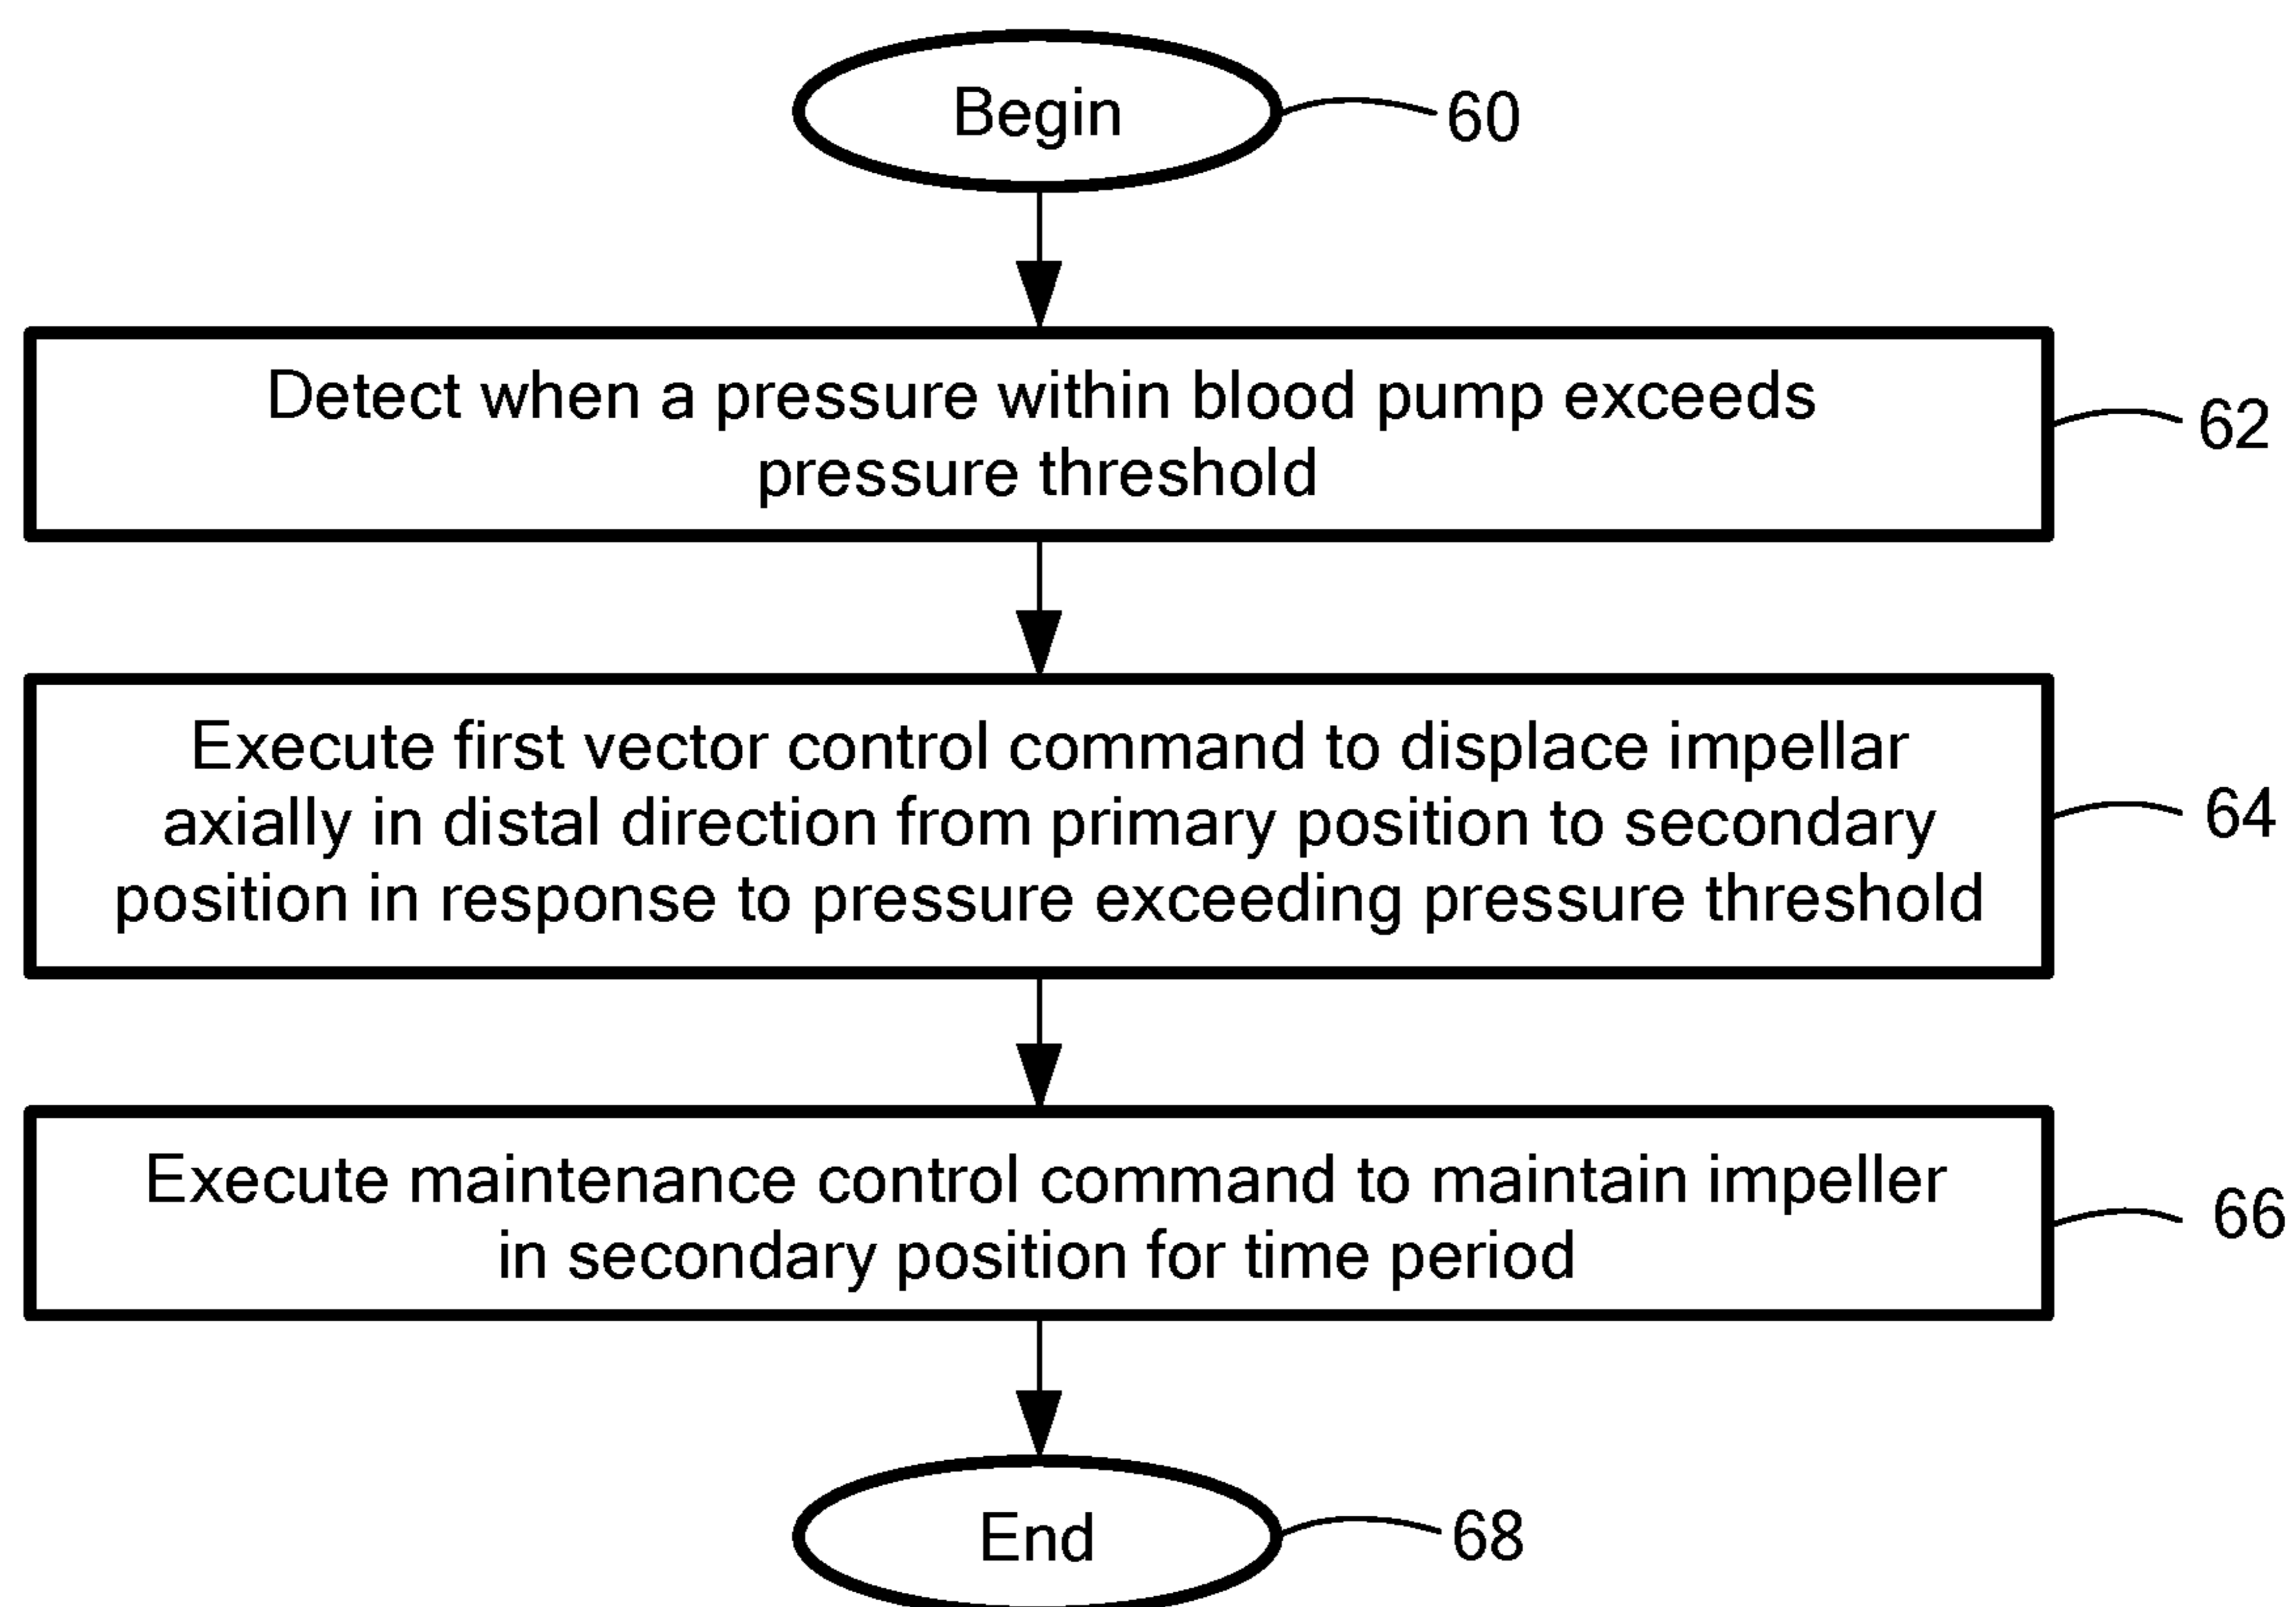 Begin
60
Detect when a pressure within blood pump exceeds
pressure threshold
62
Execute first vector control command to displace impellar
axially in distal direction from primary position to secondary
position in response to pressure exceeding pressure threshold
64
Execute maintenance control command to maintain impeller
in secondary position for time period
66
End
68